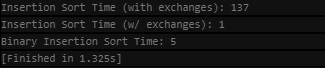 Insertion Sort Time (with exchanges): 137
Insertion Sort Time (w/ exchanges): 1
Binary Insertion Sort Time: 5
[Finished in 1.325s]